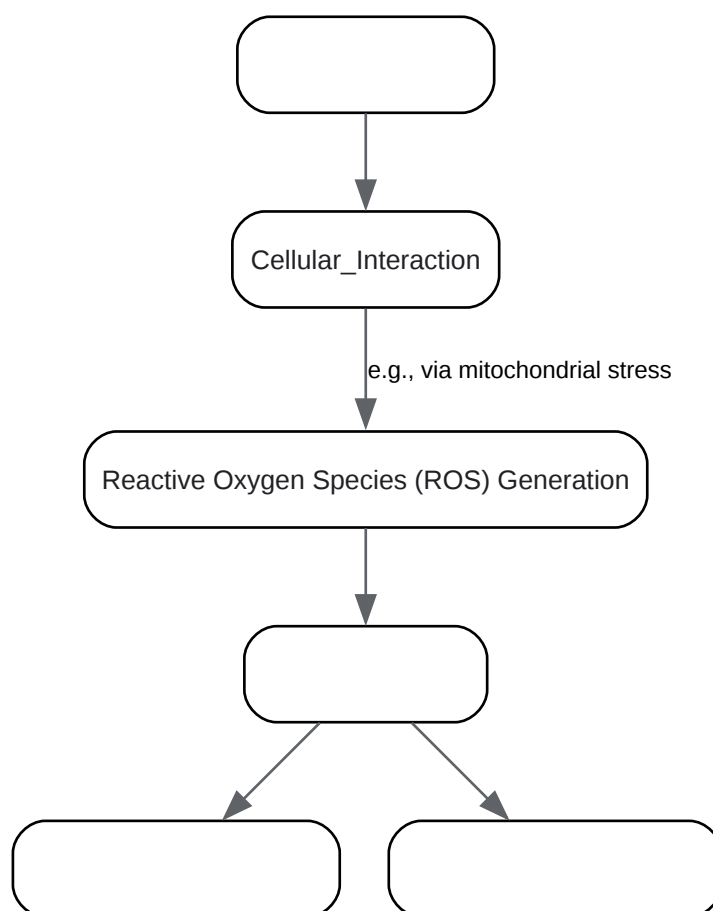 Cellular_Interaction
e.g., via mitochondrial stress
Reactive Oxygen Species (ROS) Generation